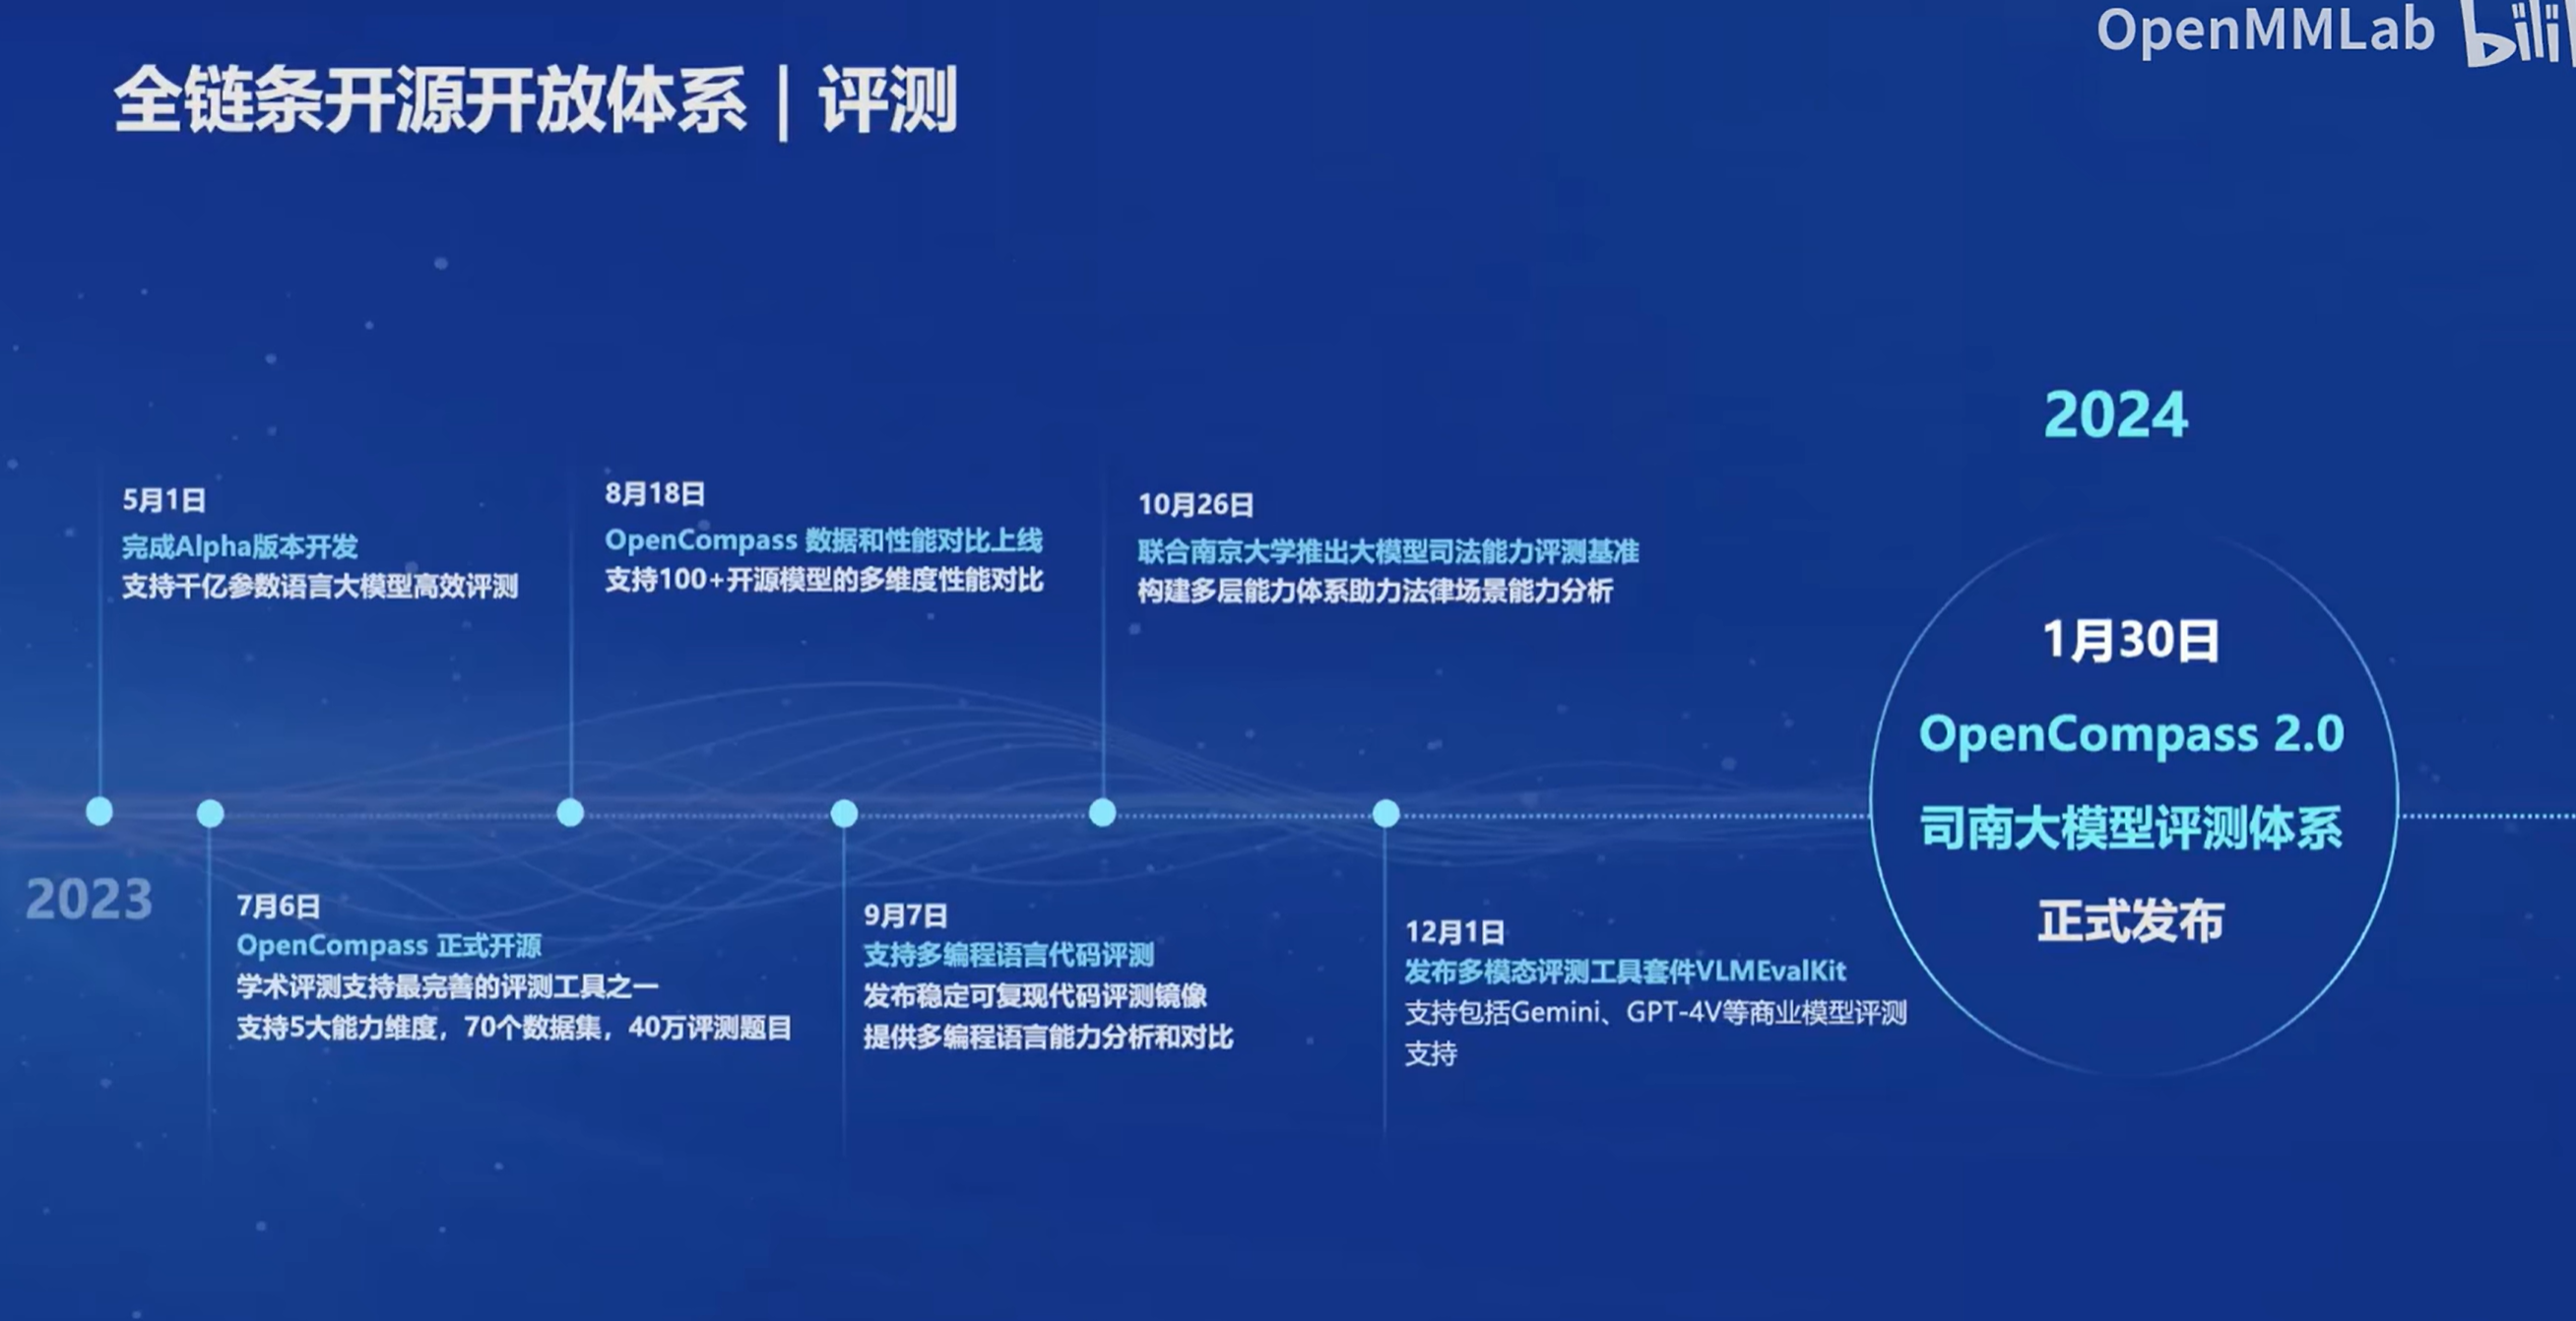 OpenMMLab
全链条开源开放体系｜评测
2024
5月1日
完成Alpha版本开发
支持千亿参数语言大模型高效评测
8月18日
OpenCompass 数据和性能对比上线
支持100+开源模型的多维度性能对比
10月26日
联合南京大学推出大模型司法能力评测基准
构建多层能力体系助力法律场景能力分析
1月30日
OpenCompass 2.0
司南大模型评测体系
正式发布
2023
7月6日
OpenCompass 正式开源
学术评测支持最完善的评测工具之一
支持5大能力维度，70个数据集，40万评测题目
9月7日
支持多编程语言代码评测
发布稳定可复现代码评测镜像
提供多编程语言能力分析和对比
12月1日
发布多模态评测工具套件VLMEvalKit
支持包括Gemini、GPT-4V等商业模型评测
支持